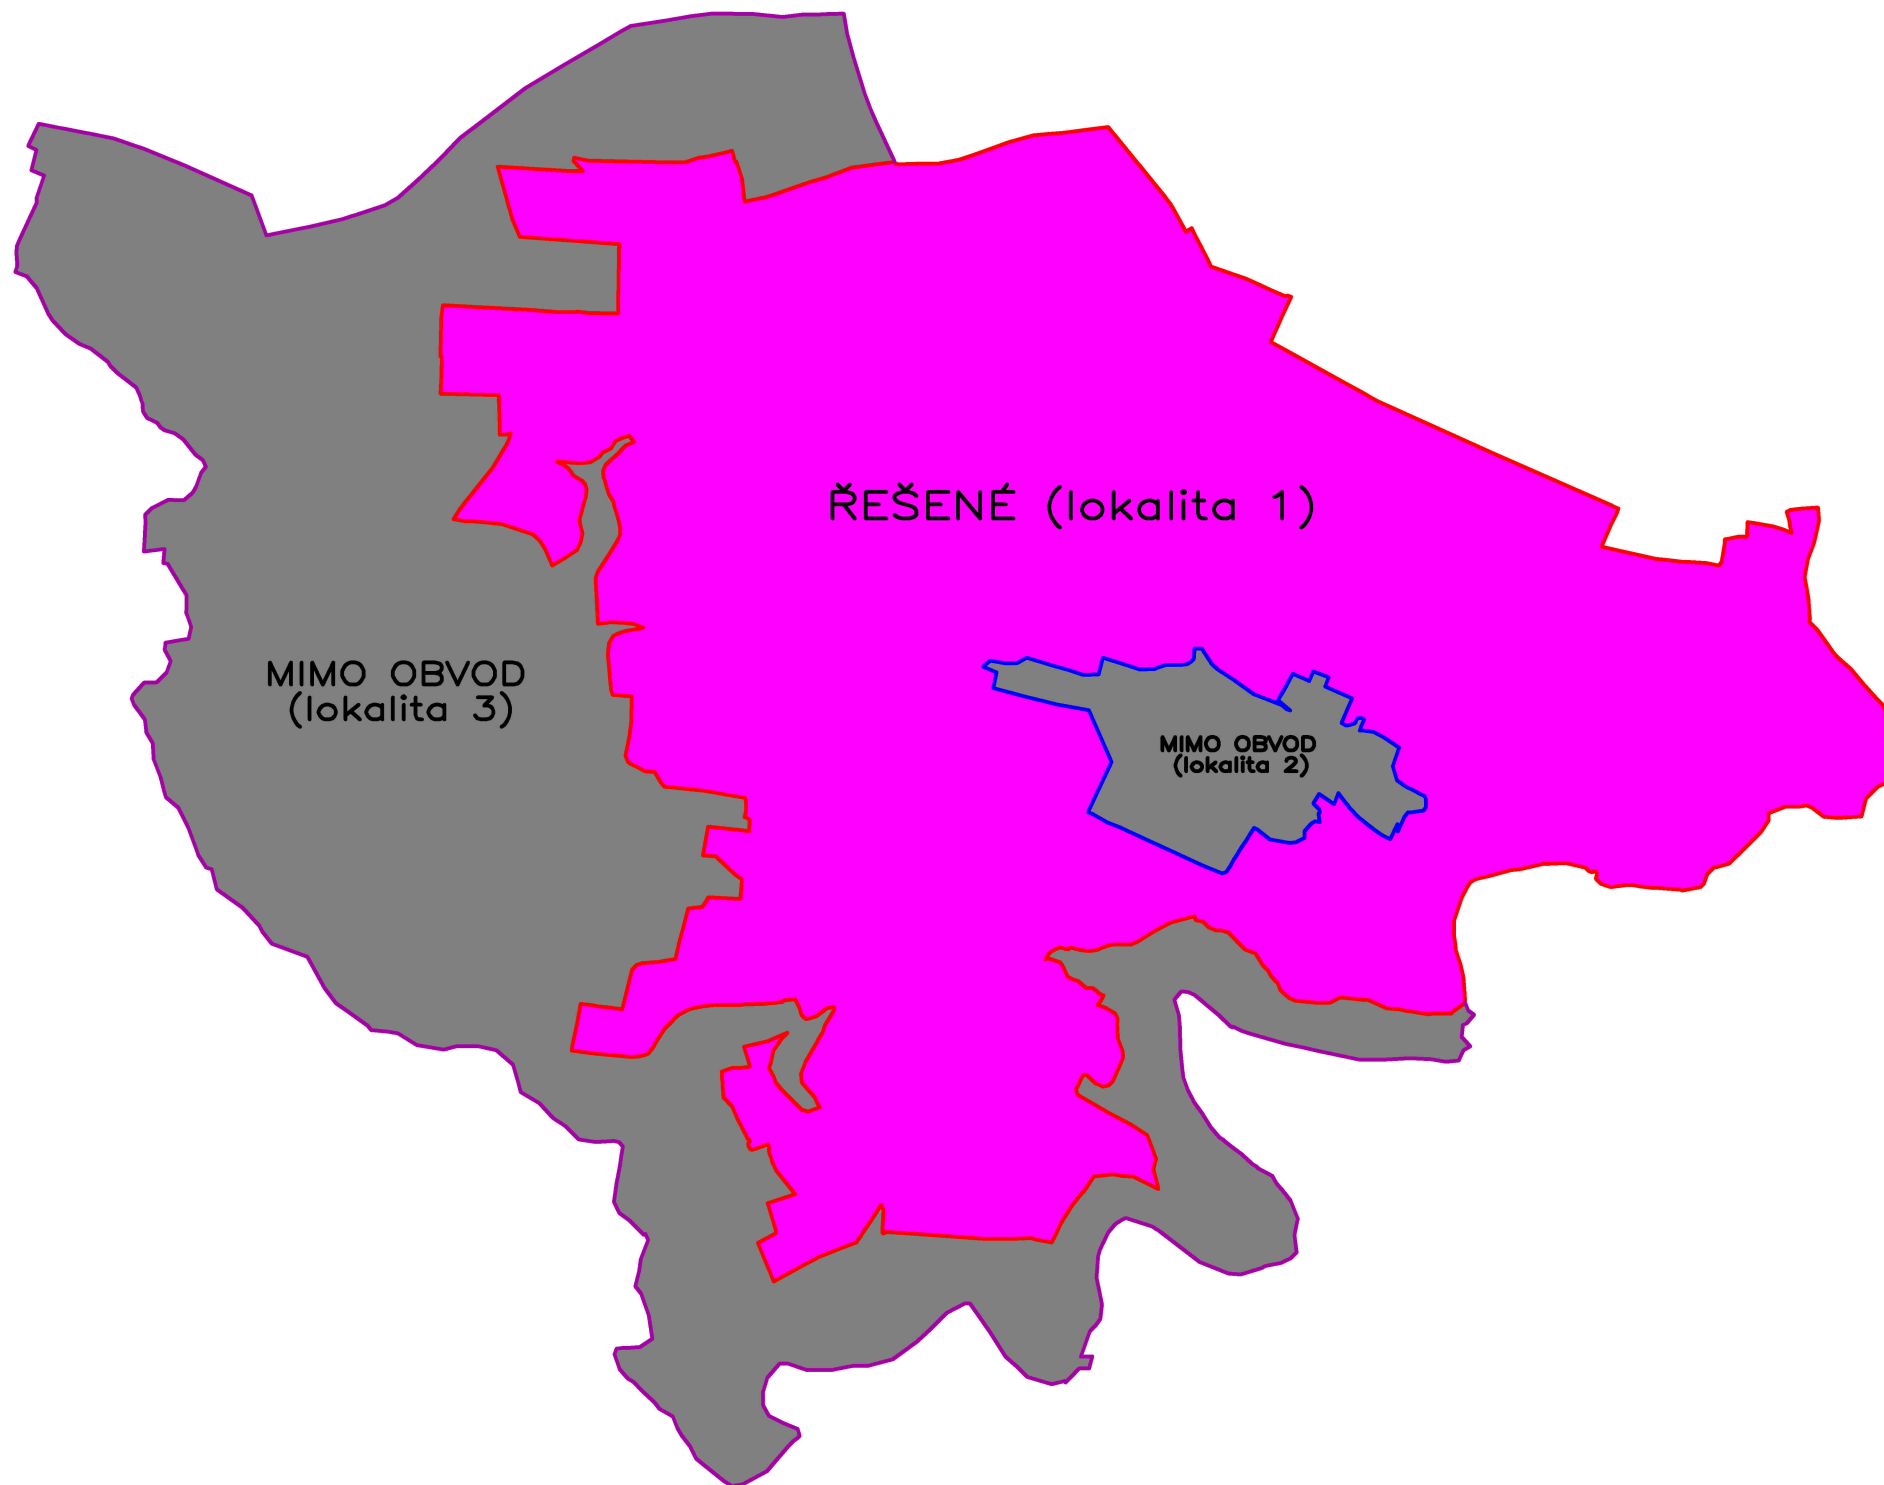 ŘEŠENÉ (lokalita 1)
MIMO OBVOD
(lokalita 3)
MIMO OBVOD
(lokalita 2)